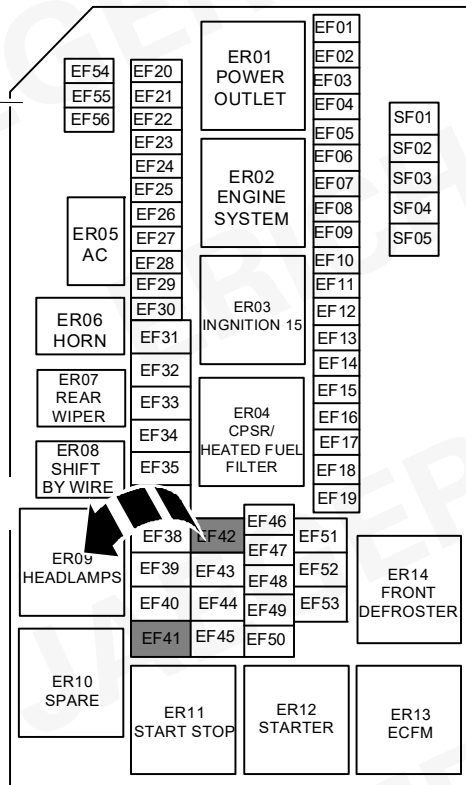 EF54
EF55
EF56
EF20
EF21
EF22
EF23
EF24
EF25
EF26
EF27
EF28
EF29
EF30
EF31
EF32
EF33
EF34
EF35
ER01
POWER
OUTLET
ER02
ENGINE
SYSTEM
ER03
INGNITION 15
ER04
CPSR/
HEATED FUEL
FILTER
EF01
EF02
EF03
EF04
EF05
EF06
EF07
EF08
EF09
EF10
EF11
EF12
EF13
EF14
EF15
EF16
EF17
EF18
EF19
SF01
SF02
SF03
SF04
SF05
ER05
AC
ER06
HORN
ER07
REAR
WIPER
ER08
SHIFT
BY WIRE
ER09
HEADLAMPS
EF38
EF39
EF40
EF41
EF42
EF43
EF44
EF45
EF46
EF47
EF48
EF49
EF50
EF51
EF52
EF53
ER14
FRONT
DEFROSTER
ER10
SPARE
ER11
START STOP
ER12
STARTER
ER13
ECFM
JAEGER